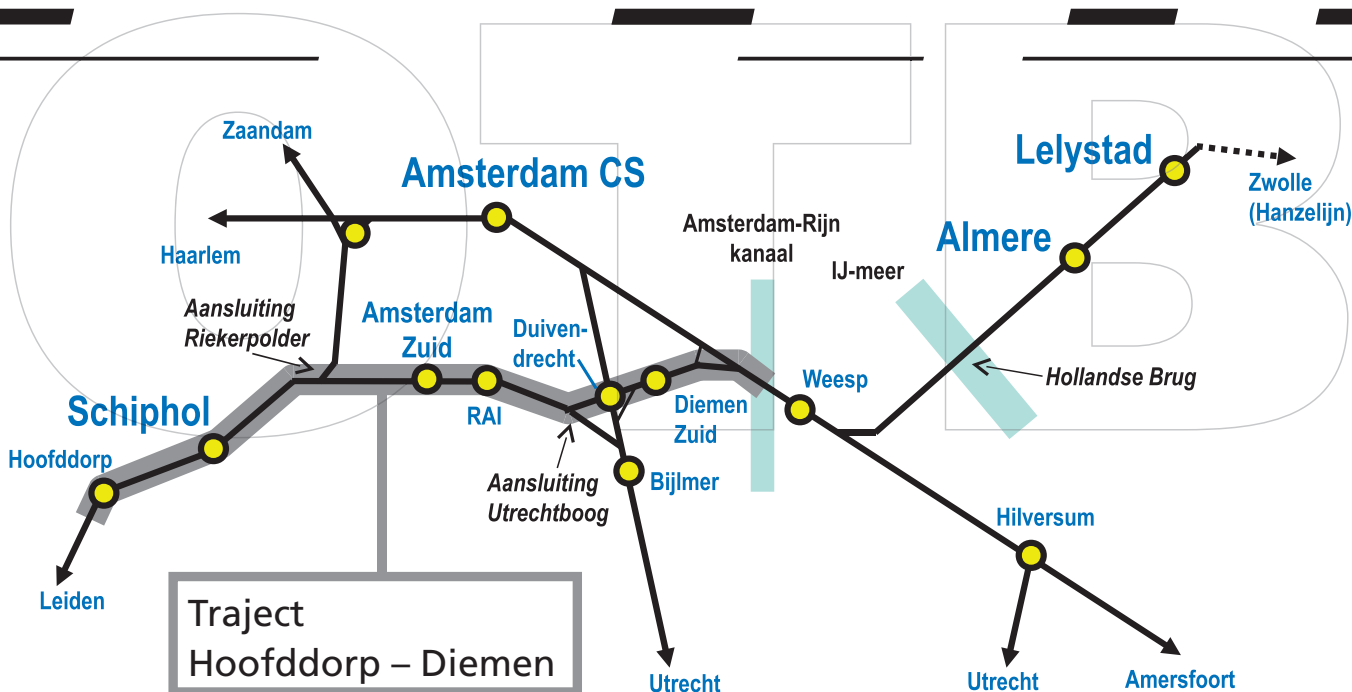 OTB
Zaandam
Amsterdam CS
Lelystad
Zwolle
(Hanzelijn)
Haarlem
Amsterdam-Rijn
kanaal
IJ-meer
Almere
Aansluiting
Riekerpolder
Amsterdam
Zuid
Duiven-
drecht
Hollandse Brug
Weesp
Schiphol
RAI
Diemen
Zuid
Hoofddorp
Aansluiting
Utrechtboog
Bijlmer
Hilversum
Leiden
Traject
Hoofddorp – Diemen
Utrecht
Utrecht
Amersfoort